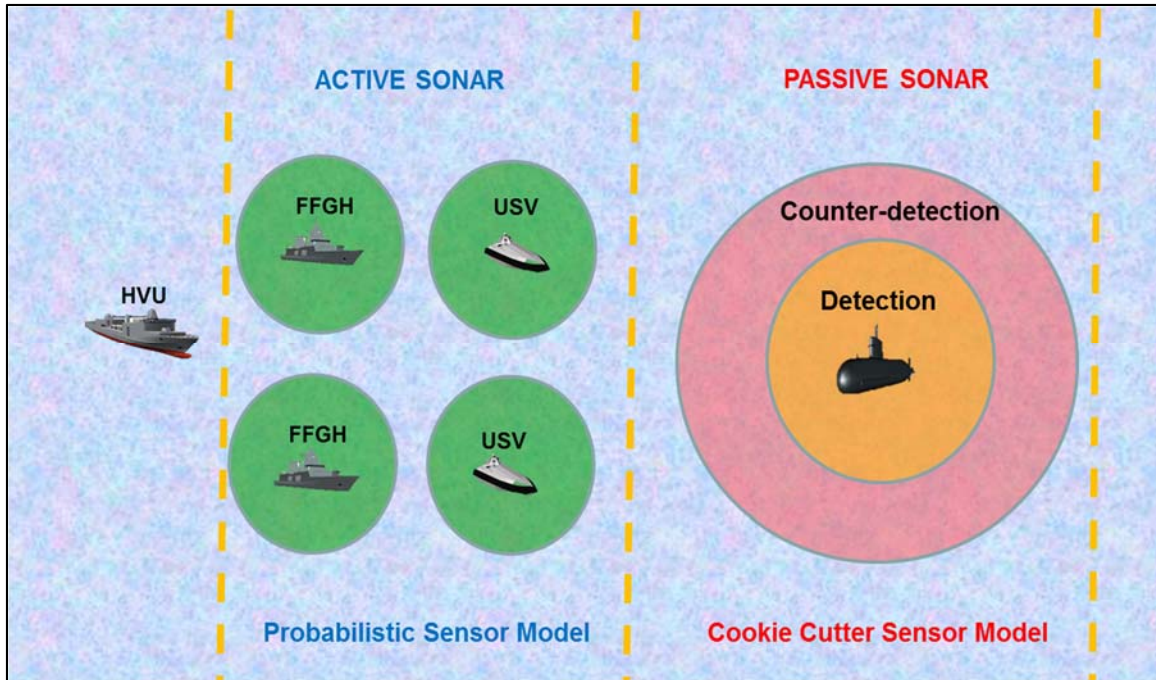 ACTIVE SONAR
PASSIVE SONAR
FFGH
USV
Counter-detection
HVU
Detection
FFGH
USV
Probabilistic Sensor Model
Cookie Cutter Sensor Model